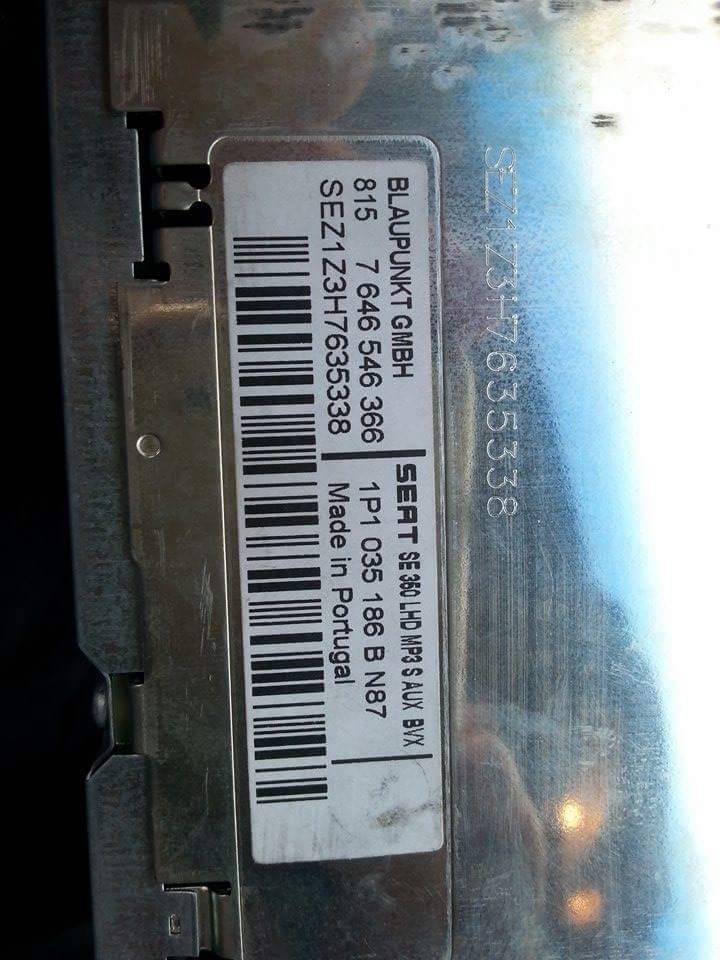 SEZ1Z3H7635338
BLAUPUNKT GMBH
815 7 646 546 366
SEZ1Z3H7635338
SEAT SE 360 LHD MP3 S AUX BVX
1P1 035 186 B N87
Made in Portugal